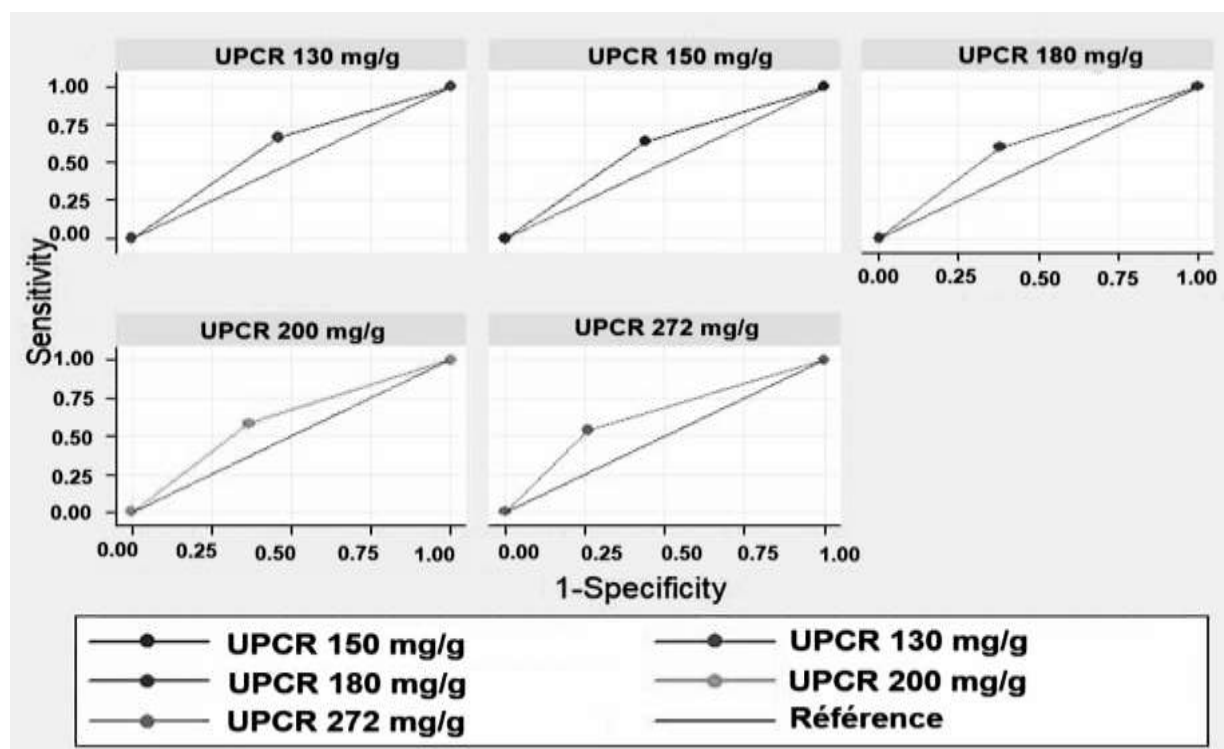 UPCR 130 mg/g
UPCR 150 mg/g
UPCR 180 mg/g
Sensitivity
1.00
0.75
0.50
0.25
0.00
0.00 0.25 0.50 0.75 1.00
UPCR 200 mg/g
UPCR 272 mg/g
1.00
0.75
0.50
0.25
0.00
0.00 0.25 0.50 0.75 1.00
0.00 0.25 0.50 0.75 1.00
1-Specificity
UPCR 150 mg/g
UPCR 130 mg/g
UPCR 180 mg/g
UPCR 200 mg/g
UPCR 272 mg/g
Référence